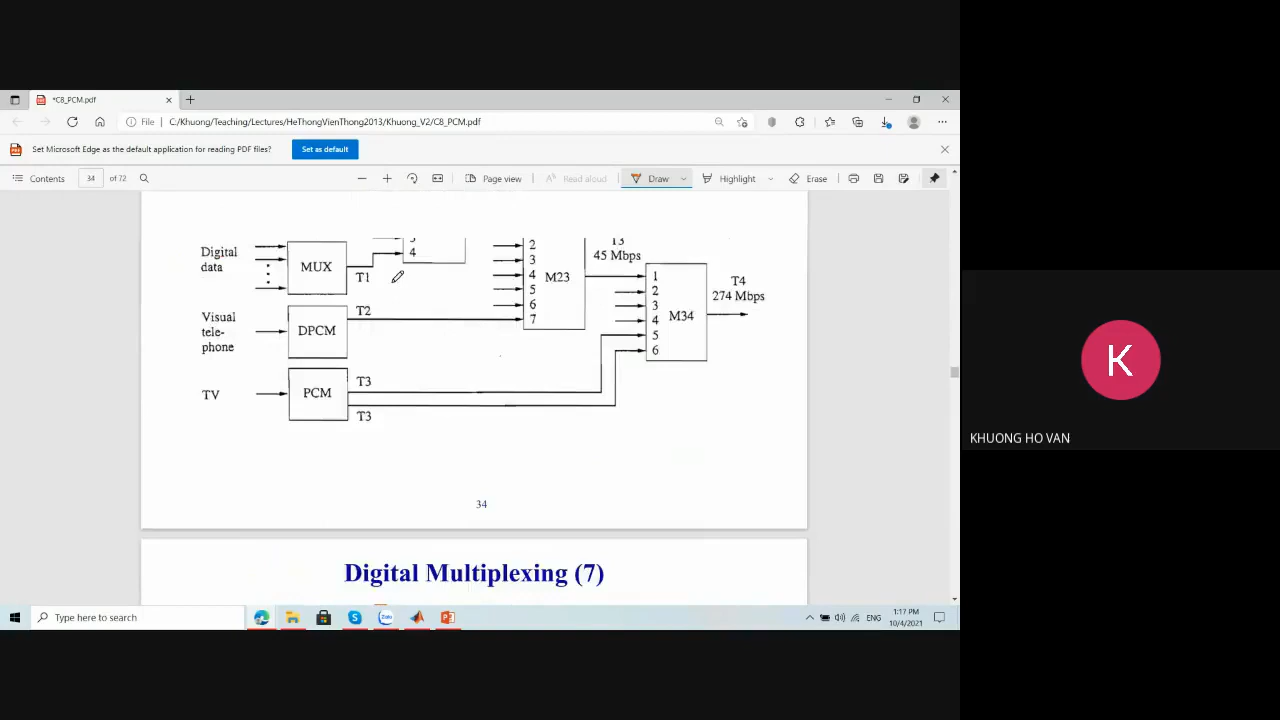 *C8_PCM.pdf
File | C:/Khuong/Teaching/Lectures/HeThongVienThong2013/Khuong_V2/C8_PCM.pdf
Set Microsoft Edge as the default application for reading PDF files? Set as default
Contents 34 of 72 Page view Read aloud Draw Highlight Erase
Digital
data
MUX
T1
4
2
3
4
5
6
7
M23
45 Mbps
1
2
3
4
5
6
M34
T4
274 Mbps
Visual
tele-
phone
DPCM
T2
TV
PCM
T3
T3
34
Digital Multiplexing (7)
K
KHUONG HO VAN
Type here to search
Zalo
ENG
1:17 PM
10/4/2021